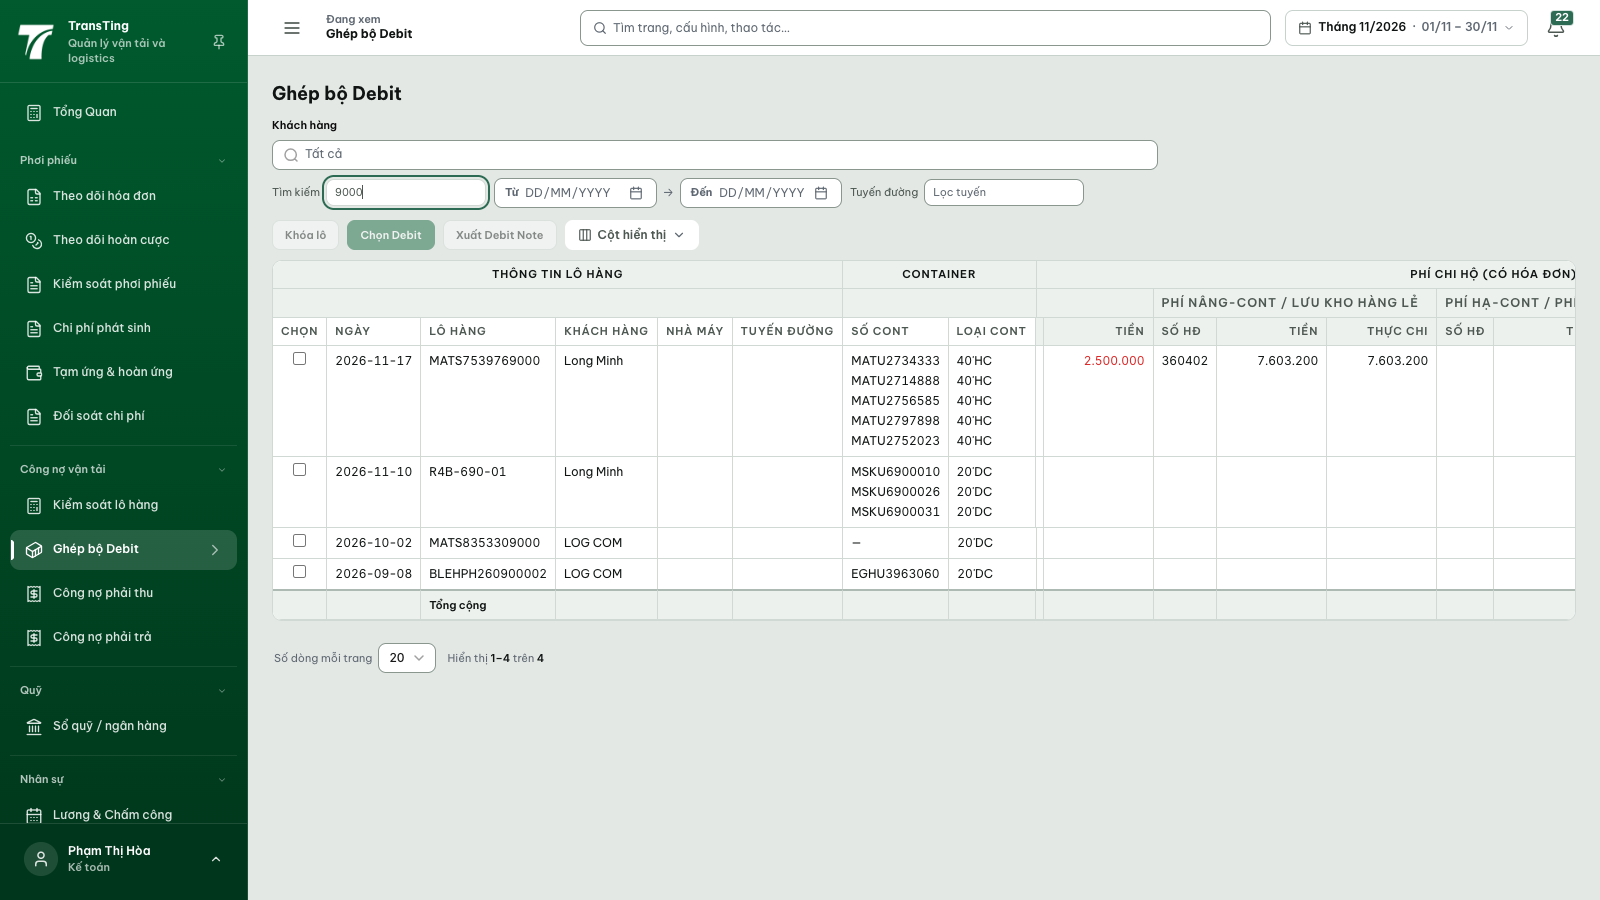 TransTing
Quản lý vận tải và
logistics
Tổng Quan
Phơi phiếu
Theo dõi hóa đơn
Theo dõi hoàn cược
Kiểm soát phơi phiếu
Chi phí phát sinh
Tạm ứng & hoàn ứng
Đối soát chi phí
Công nợ vận tải
Kiểm soát lô hàng
Ghép bộ Debit
Công nợ phải thu
Công nợ phải trả
Quỹ
Sổ quỹ / ngân hàng
Nhân sự
Lương & Chấm công
Phạm Thị Hòa
Kế toán
Đang xem
Ghép bộ Debit
Tìm trang, cấu hình, thao tác...
Tháng 11/2026 · 01/11 – 30/11
22
Ghép bộ Debit
Khách hàng
Tất cả
Tìm kiếm 9000 Từ DD/MM/YYYY → Đến DD/MM/YYYY Tuyến đường Lọc tuyến
Khóa lô Chọn Debit Xuất Debit Note Cột hiển thị
THÔNG TIN LÔ HÀNG CONTAINER PHÍ CHI HỘ (CÓ HÓA ĐƠN)
PHÍ NÂNG-CONT / LƯU KHO HÀNG LẺ PHÍ HẠ-CONT / PHÍ
CHỌN NGÀY LÔ HÀNG KHÁCH HÀNG NHÀ MÁY TUYẾN ĐƯỜNG SỐ CONT LOẠI CONT TIỀN SỐ HĐ TIỀN THỰC CHI SỐ HĐ T
2026-11-17 MATS7539769000 Long Minh MATU2734333 40'HC 2.500.000 360402 7.603.200 7.603.200
MATU2714888 40'HC
MATU2756585 40'HC
MATU2797898 40'HC
MATU2752023 40'HC
2026-11-10 R4B-690-01 Long Minh MSKU6900010 20'DC
MSKU6900026 20'DC
MSKU6900031 20'DC
2026-10-02 MATS8353309000 LOG COM — 20'DC
2026-09-08 BLEHPH260900002 LOG COM EGHU3963060 20'DC
Tổng cộng
Số dòng mỗi trang 20 Hiển thị 1–4 trên 4